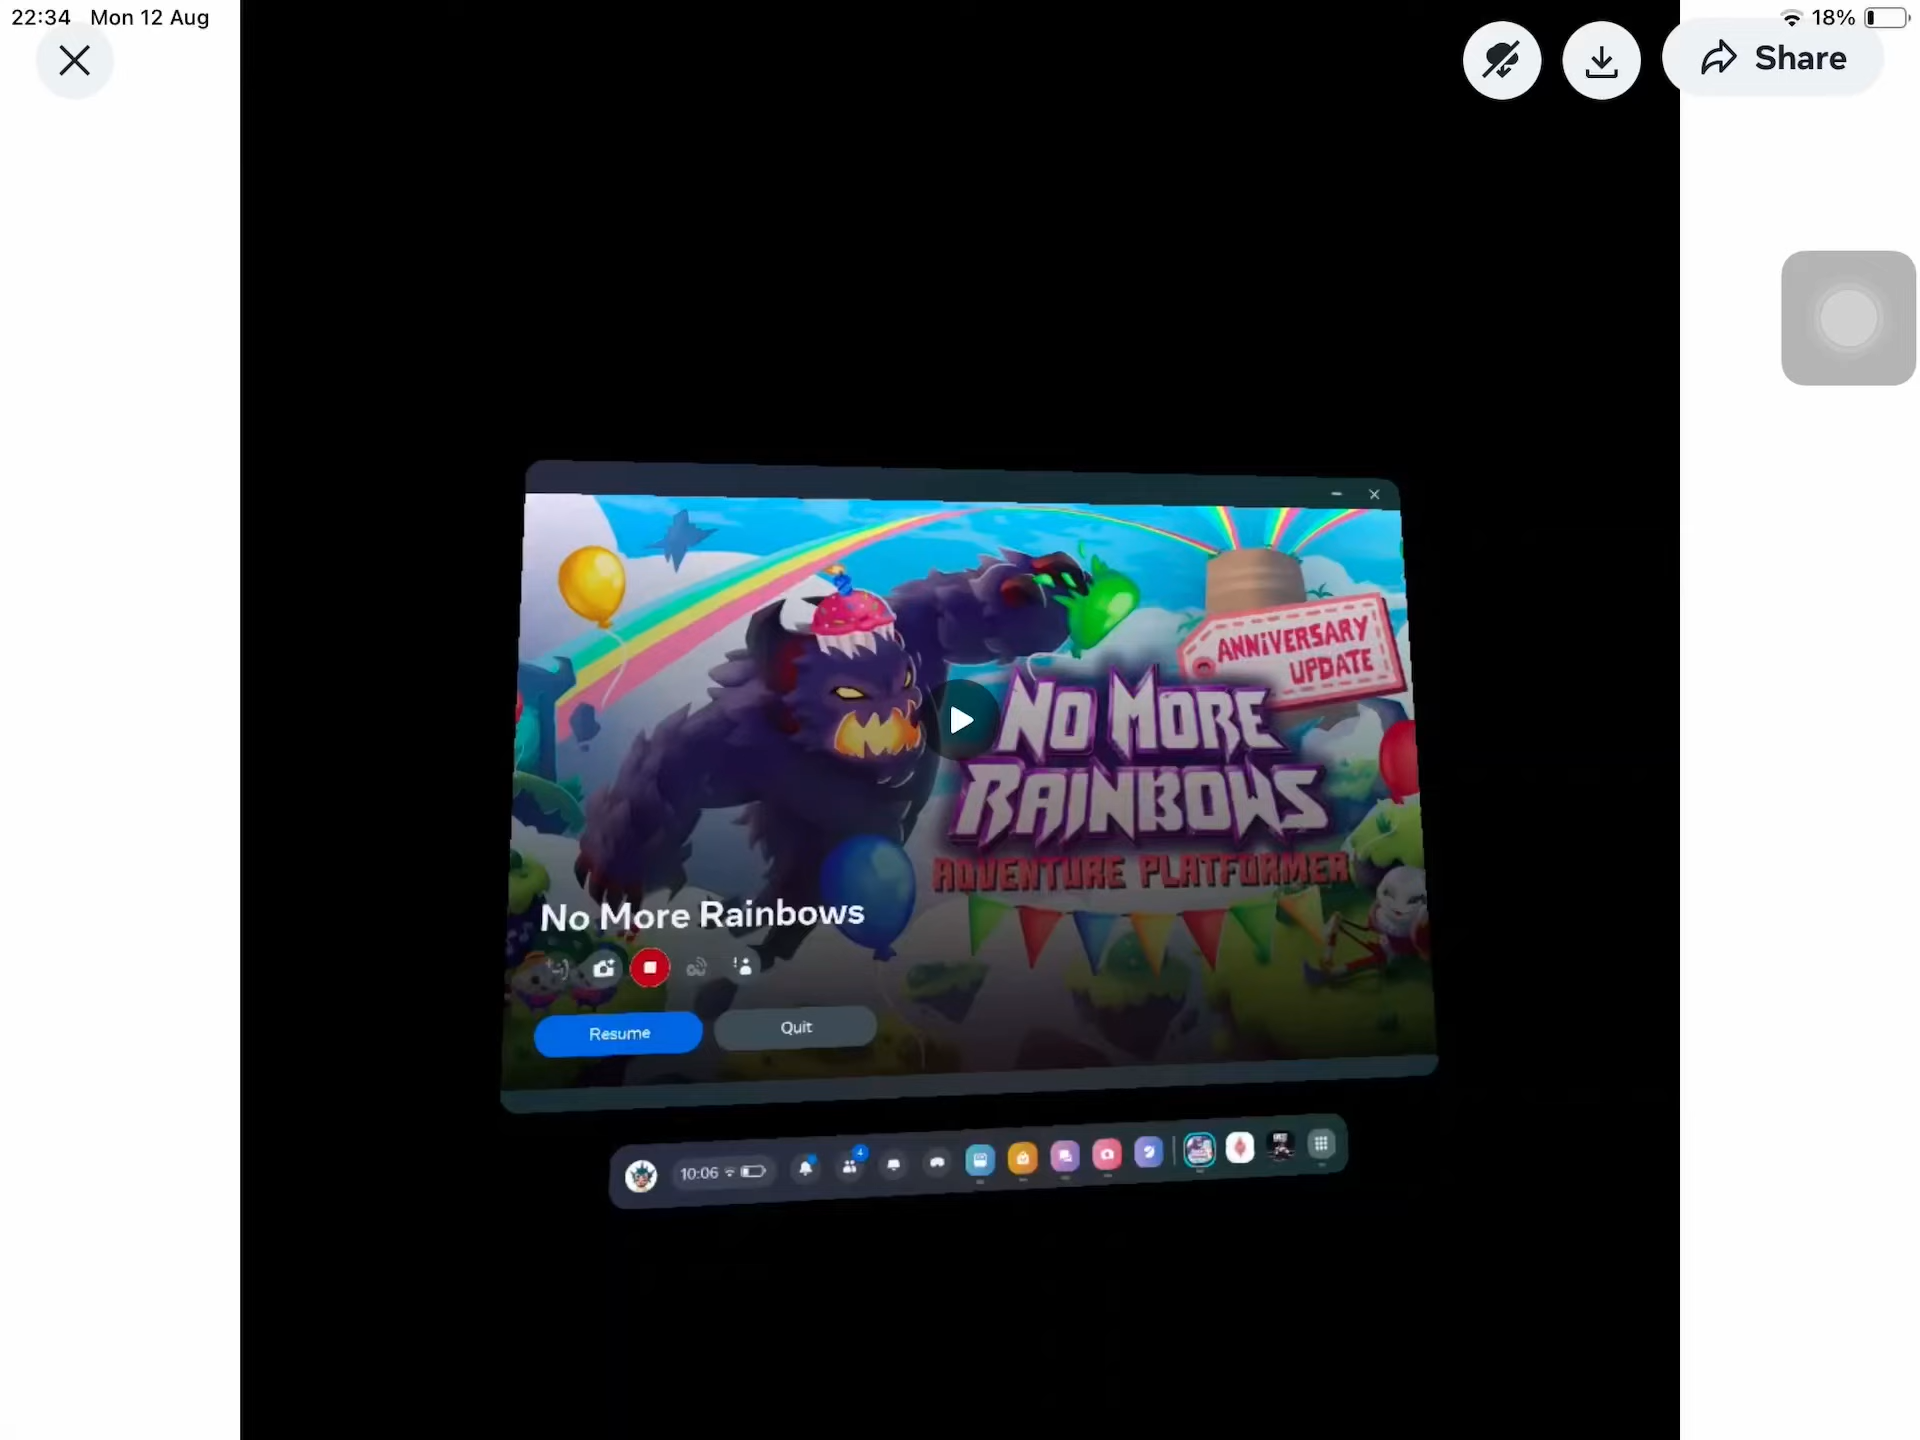 22:34 Mon 12 Aug
18%
Share
ANNIVERSARY
UPDATE
NO MORE
RAINBOWS
ADVENTURE PLATFORMER
No More Rainbows
Resume
Quit
10:06
4